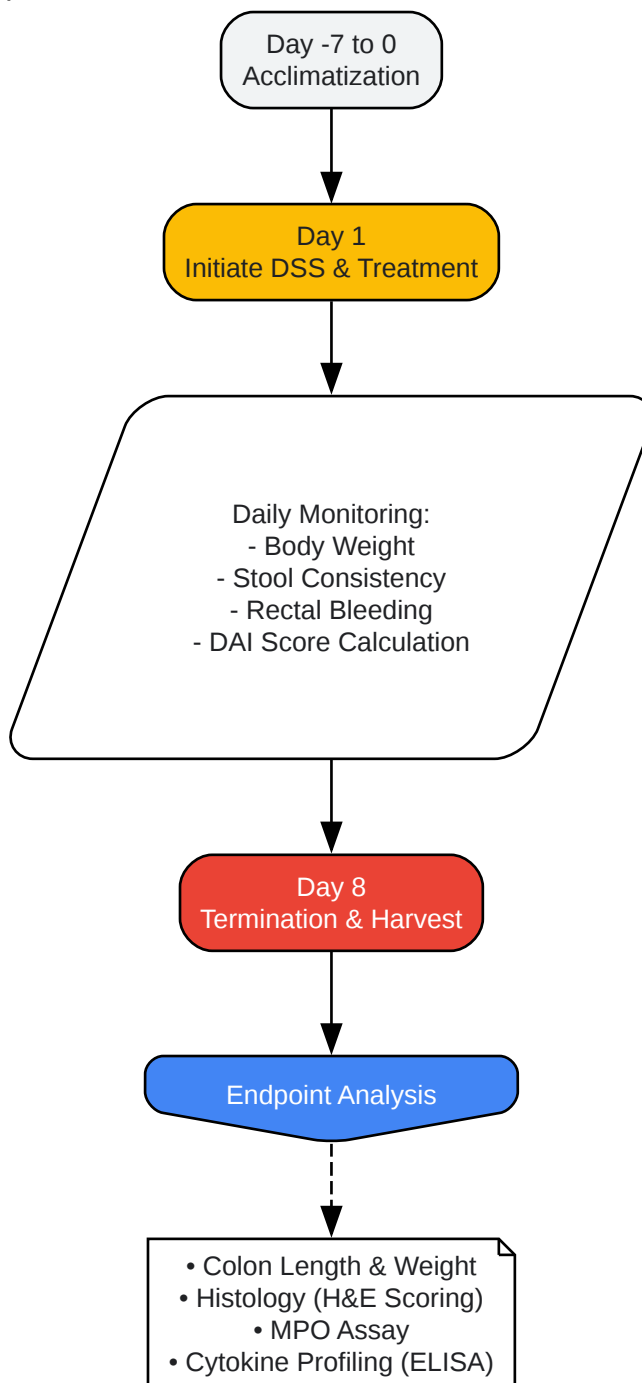 Day -7 to 0
Acclimatization
Day 1
Initiate DSS & Treatment
Daily Monitoring:
- Body Weight
- Stool Consistency
- Rectal Bleeding
- DAI Score Calculation
Day 8
Termination & Harvest
Endpoint Analysis
• Colon Length & Weight
• Histology (H&E Scoring)
• MPO Assay
• Cytokine Profiling (ELISA)